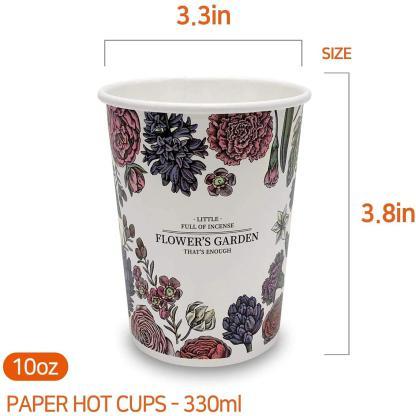 3.3in
SIZE
3.8in
· LITTLE ·
FULL OF INCENSE
FLOWER'S GARDEN
THAT'S ENOUGH
10oz
PAPER HOT CUPS - 330ml